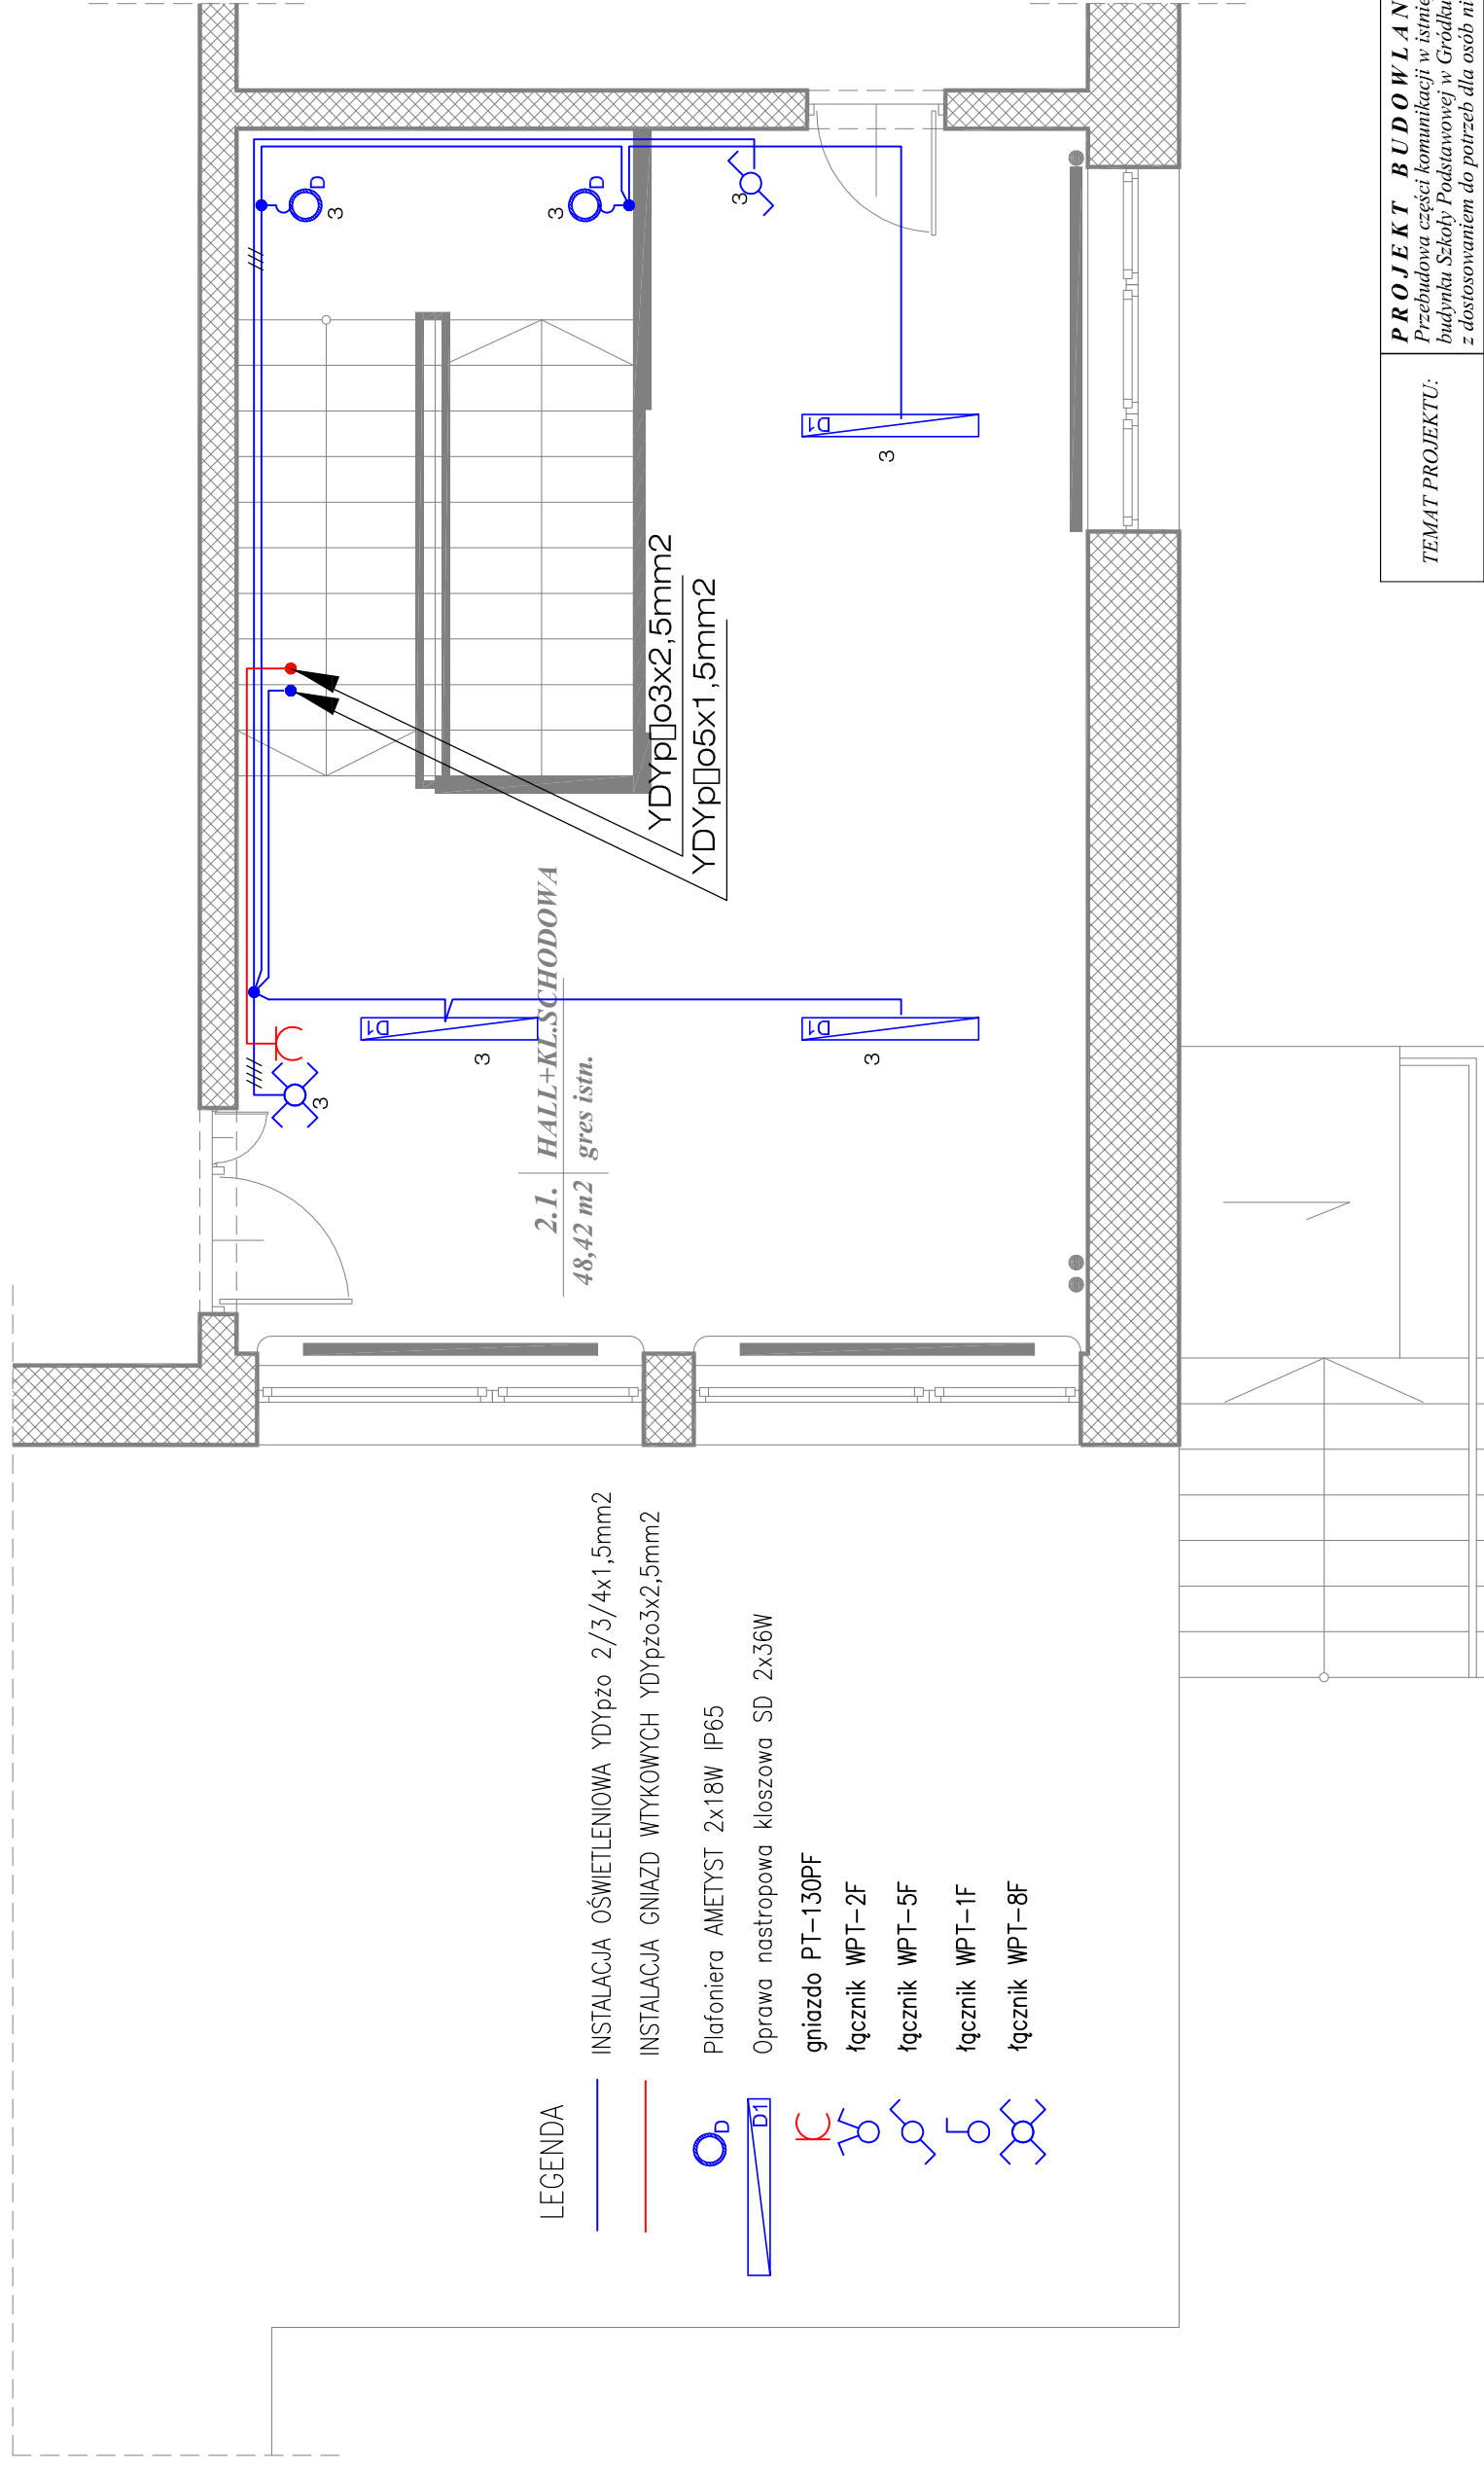 D
3
3
D
3
D1
3
YDYp▯o3x2,5mm2
YDYp▯o5x1,5mm2
D1
3
D1
3
3
2.1. HALL+KL.SCHODOWA
48,42 m2 gres istn.
LEGENDA
INSTALACJA OŚWIETLENIOWA YDYpżo 2/3/4x1,5mm2
INSTALACJA GNIAZD WTYKOWYCH YDYpżo3x2,5mm2
D Plafoniera AMETYST 2x18W IP65
D1 Oprawa nastropowa kloszowa SD 2x36W
gniazdo PT-130PF
łącznik WPT-2F
łącznik WPT-5F
łącznik WPT-1F
łącznik WPT-8F
TEMAT PROJEKTU:
PROJEKT BUDOWLAN
Przebudowa części komunikacji w istnie
budynku Szkoły Podstawowej w Gródku
z dostosowaniem do potrzeb dla osób ni